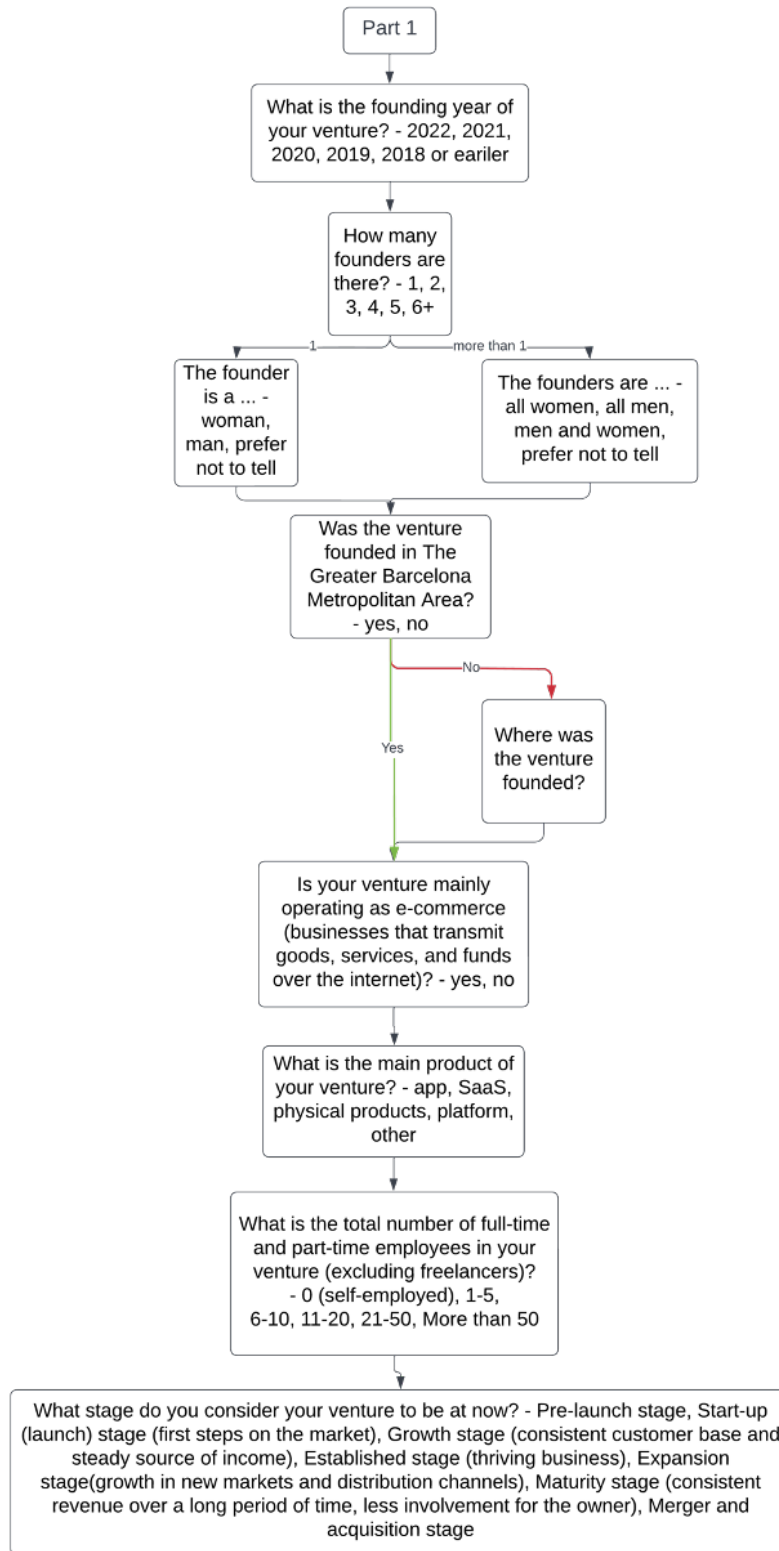 Part 1
What is the founding year of
your venture? - 2022, 2021,
2020, 2019, 2018 or eariler
How many
founders are
there? - 1, 2,
3, 4, 5, 6+
1
more than 1
The founder
is a ... -
woman,
man, prefer
not to tell
The founders are ... -
all women, all men,
men and women,
prefer not to tell
Was the venture
founded in The
Greater Barcelona
Metropolitan Area?
- yes, no
No
Where was
the venture
founded?
Yes
Is your venture mainly
operating as e-commerce
(businesses that transmit
goods, services, and funds
over the internet)? - yes, no
What is the main product of
your venture? - app, SaaS,
physical products, platform,
other
What is the total number of full-time
and part-time employees in your
venture (excluding freelancers)?
- 0 (self-employed), 1-5,
6-10, 11-20, 21-50, More than 50
What stage do you consider your venture to be at now? - Pre-launch stage, Start-up
(launch) stage (first steps on the market), Growth stage (consistent customer base and
steady source of income), Established stage (thriving business), Expansion
stage(growth in new markets and distribution channels), Maturity stage (consistent
revenue over a long period of time, less involvement for the owner), Merger and
acquisition stage